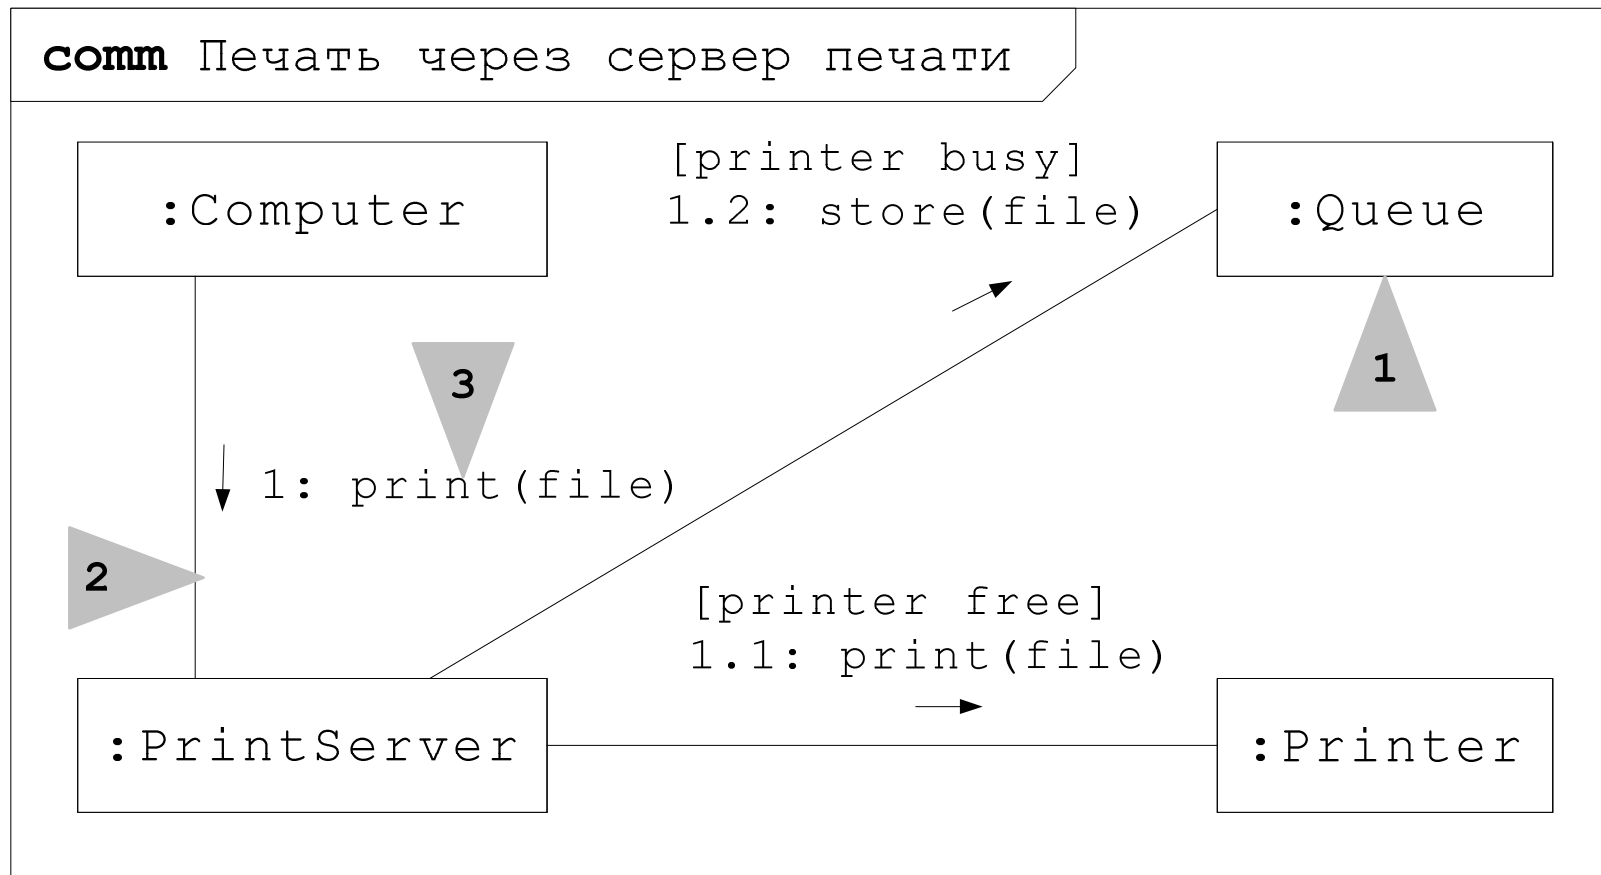 comm Печать через сервер печати
:Computer
[printer busy]
1.2: store(file)
:Queue
3
1
1: print(file)
2
[printer free]
1.1: print(file)
:PrintServer
:Printer